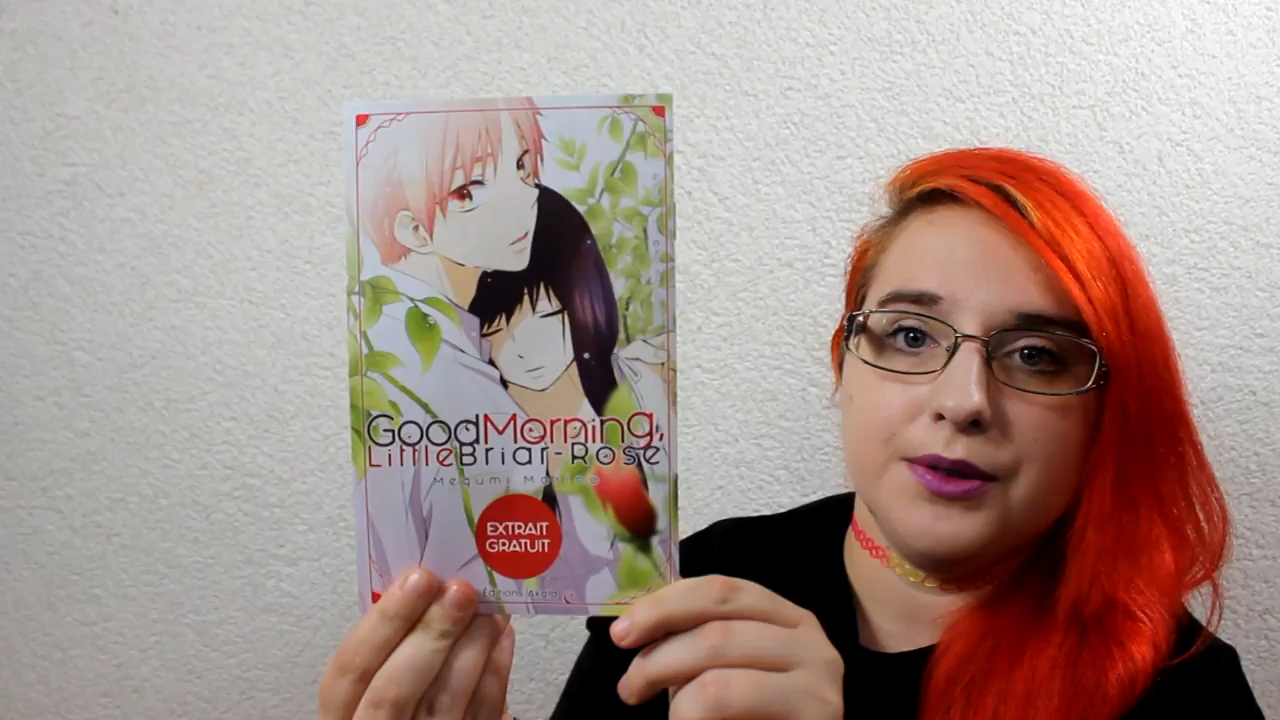 Good Morning,
Little Briar-Rose
Megumi Morino
EXTRAIT
GRATUIT
Éditions Akata